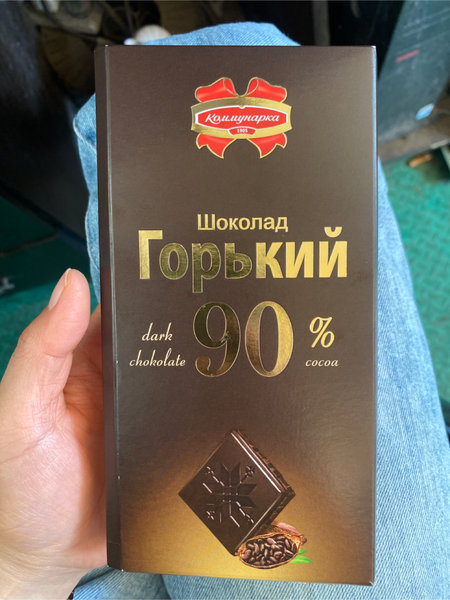 Коммунарка
1905
Шоколад
Горький
dark
chokolate
90 %
cocoa